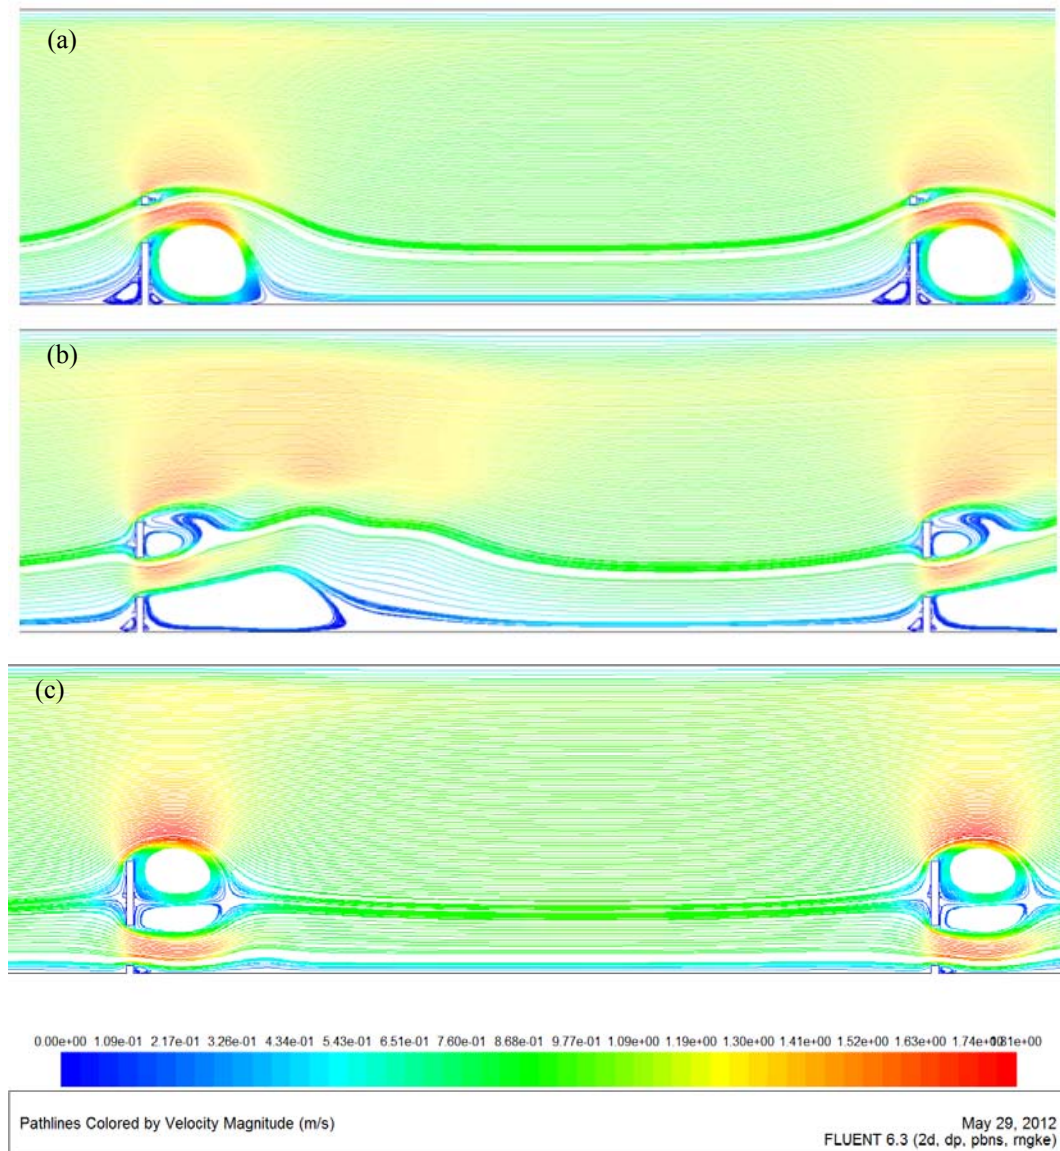 (a)
(b)
(c)
0.00e+00 1.09e-01 2.17e-01 3.26e-01 4.34e-01 5.43e-01 6.51e-01 7.60e-01 8.68e-01 9.77e-01 1.09e+00 1.19e+00 1.30e+00 1.41e+00 1.52e+00 1.63e+00 1.74e+00 1.81e+00
Pathlines Colored by Velocity Magnitude (m/s)
May 29, 2012
FLUENT 6.3 (2d, dp, pbns, rngke)